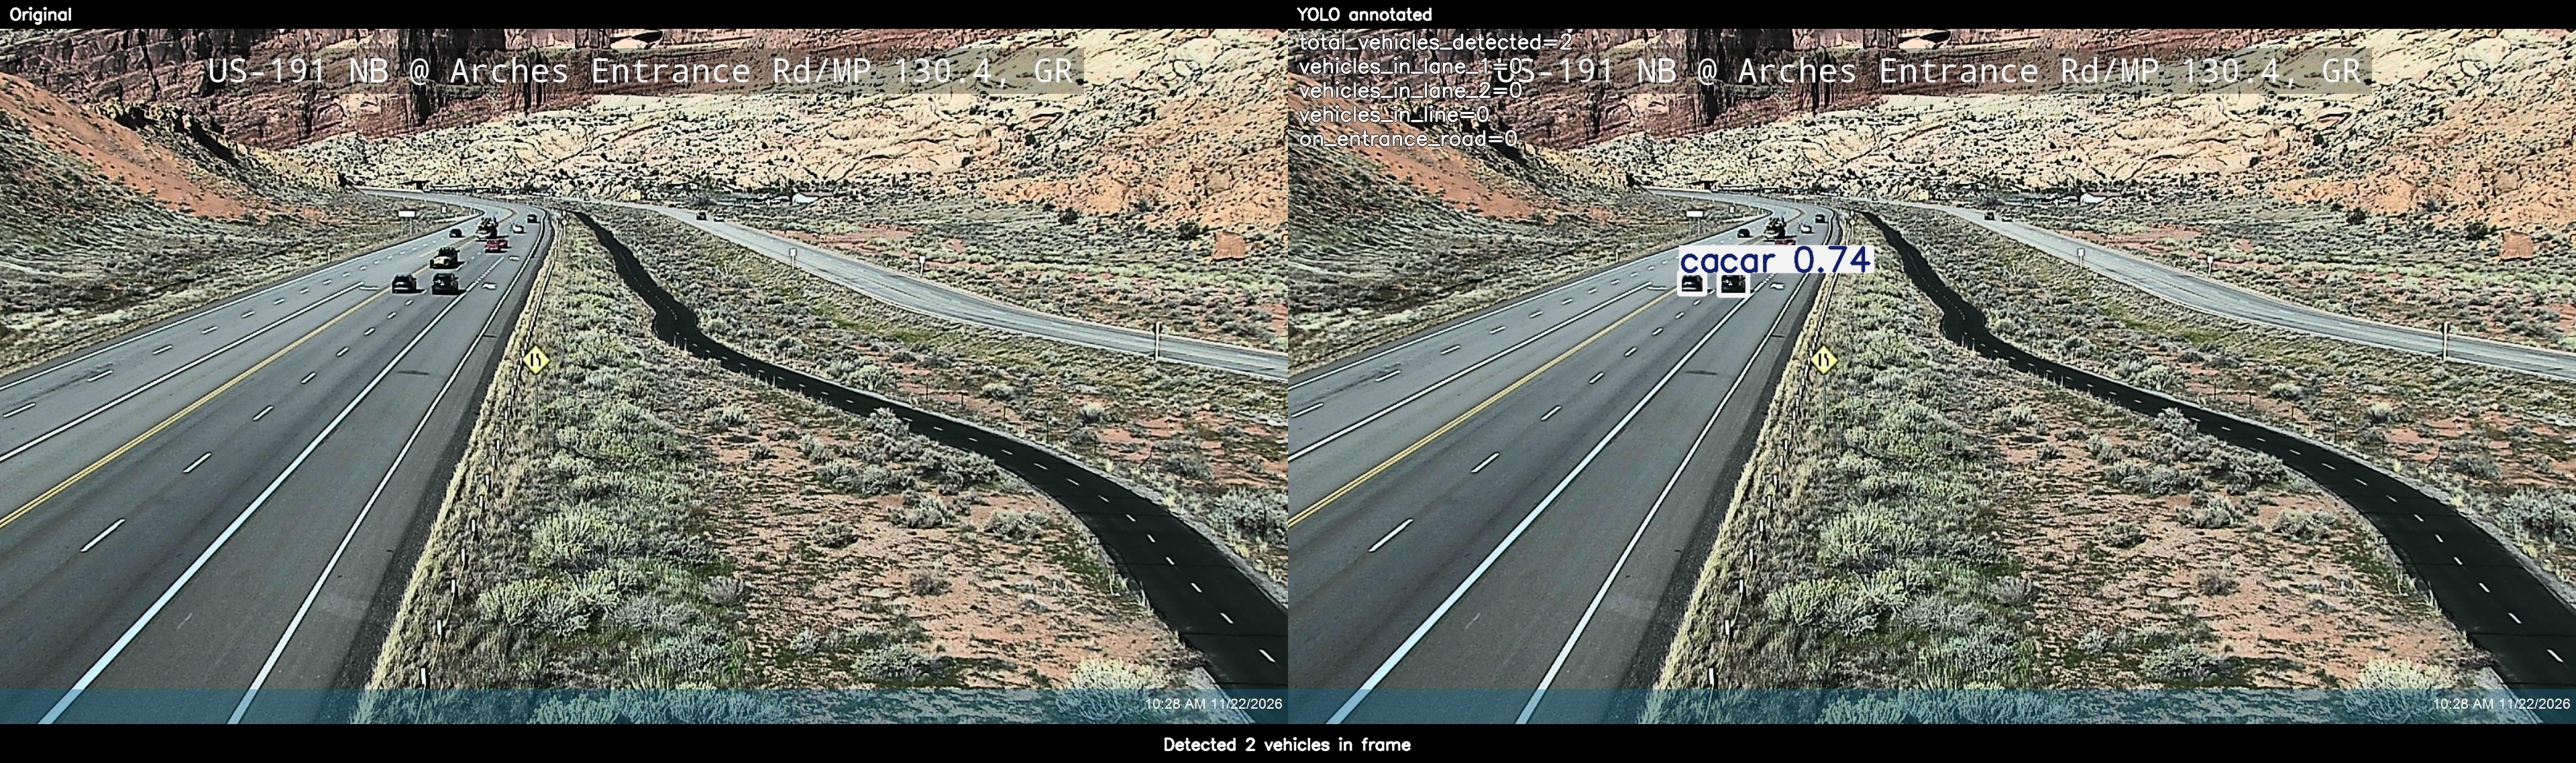 Original
YOLO annotated
US-191 NB @ Arches Entrance Rd/MP 130.4, GR
total_vehicles_detected=2
vehicles_in_lane_1=0
S-191 NB @ Arches Entrance Rd/MP 130.4, GR
vehicles_in_lane_2=0
vehicles_in_line=0
on_entrance_road=0
cacar 0.74
10:28 AM 11/22/2026
10:28 AM 11/22/2026
Detected 2 vehicles in frame